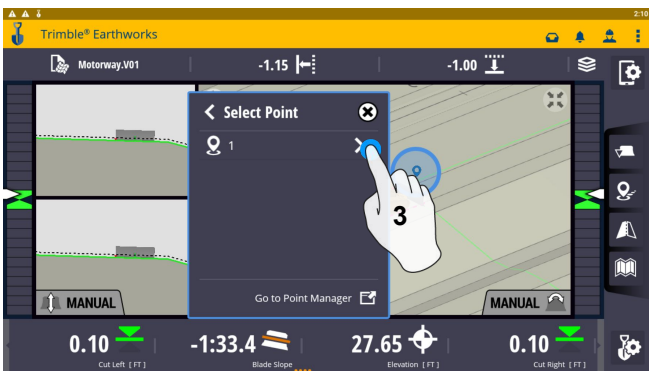 2:10
Trimble® Earthworks
Motorway.V01
-1.15
-1.00
Select Point
1
3
Go to Point Manager
MANUAL
MANUAL
0.10
-1:33.4
27.65
0.10
Cut Left [ FT ]
Blade Slope
Elevation [ FT ]
Cut Right [ FT ]